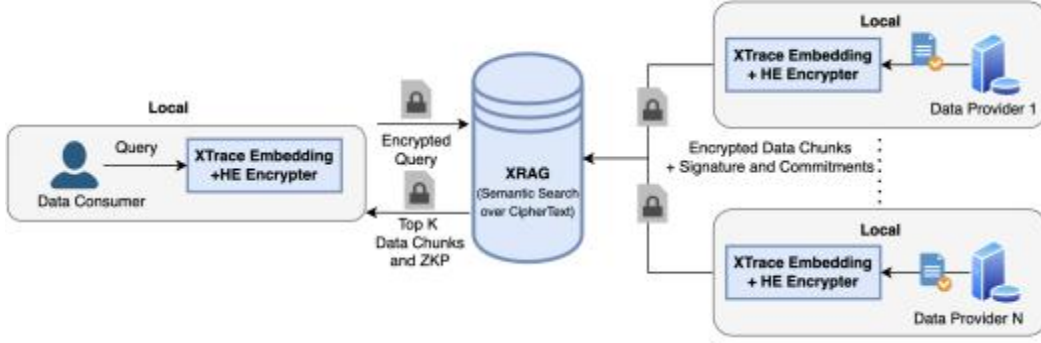 Local
Query
XTrace Embedding
+HE Encrypter
Data Consumer
Encrypted
Query
Top K
Data Chunks
and ZKP
XRAG
(Semantic Search
over CipherText)
Encrypted Data Chunks
+ Signature and Commitments
Local
XTrace Embedding
+ HE Encrypter
Data Provider 1
Local
XTrace Embedding
+ HE Encrypter
Data Provider N